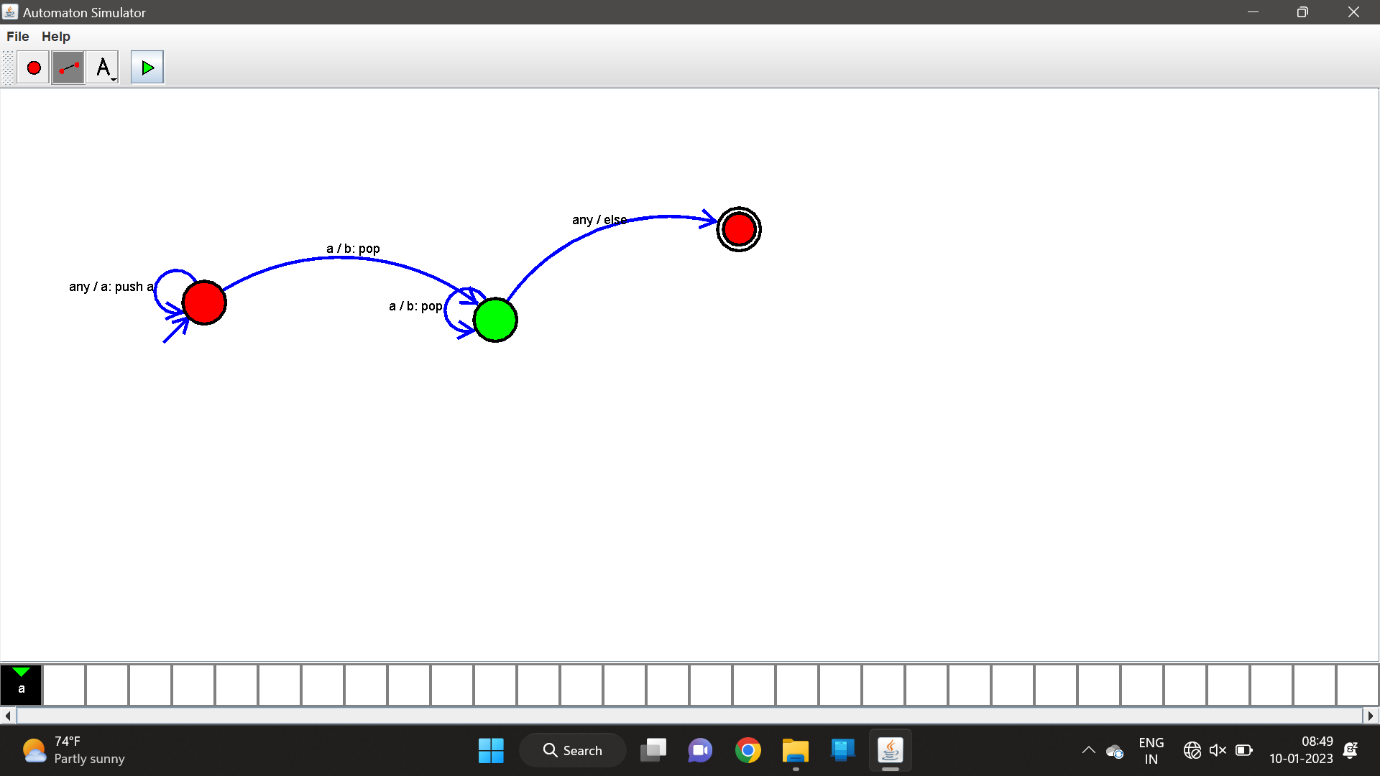 Automaton Simulator
File Help
A
any / else
a / b: pop
any / a: push a
a / b: pop
a
74°F
Partly sunny
Search
ENG
IN
08:49
10-01-2023